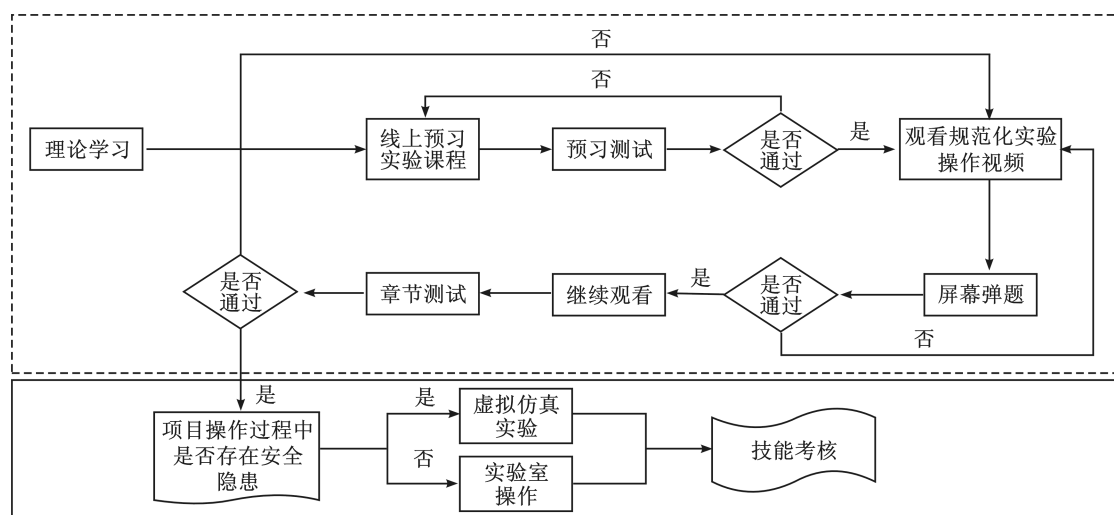 否
否
理论学习
线上预习
实验课程
预习测试
是否
通过
是
观看规范化实验
操作视频
是否
通过
章节测试
继续观看
是
是否
通过
屏幕弹题
否
是
项目操作过程中
是否存在安全
隐患
是
否
虚拟仿真
实验
实验室
操作
技能考核